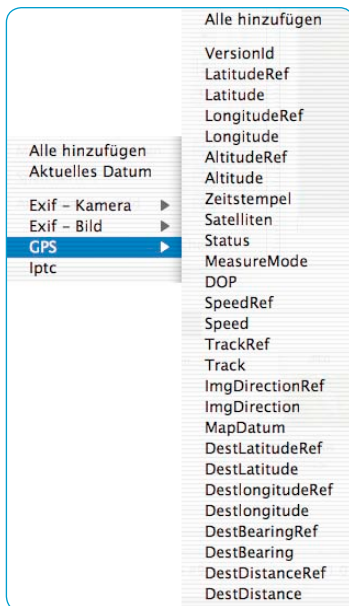 Alle hinzufügen
Aktuelles Datum
Exif – Kamera
Exif – Bild
GPS
Iptc
Alle hinzufügen
VersionId
LatitudeRef
Latitude
LongitudeRef
Longitude
AltitudeRef
Altitude
Zeitstempel
Satelliten
Status
MeasureMode
DOP
SpeedRef
Speed
TrackRef
Track
ImgDirectionRef
ImgDirection
MapDatum
DestLatitudeRef
DestLatitude
DestlongitudeRef
Destlongitude
DestBearingRef
DestBearing
DestDistanceRef
DestDistance